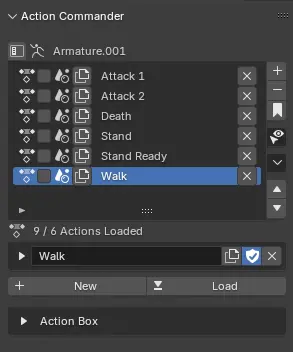 Action Commander
Armature.001
Attack 1
Attack 2
Death
Stand
Stand Ready
Walk
9 / 6 Actions Loaded
Walk
New Load
Action Box